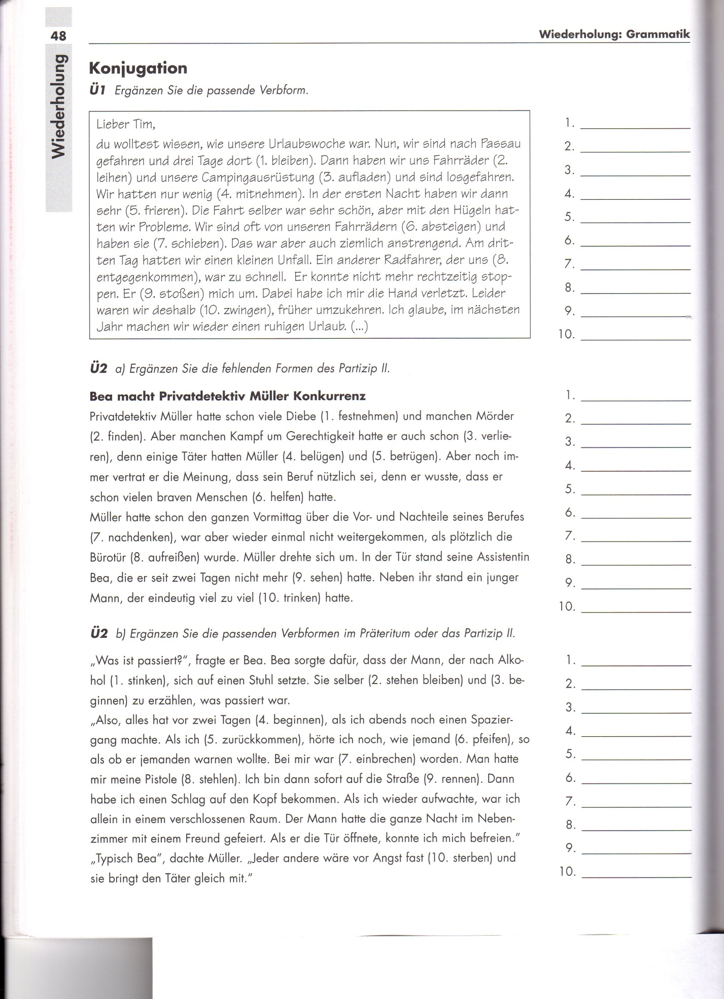 48
Wiederholung: Grammatik
Wiederholung
Konjugation
Ü1 Ergänzen Sie die passende Verbform.
Lieber Tim,
du wolltest wissen, wie unsere Urlaubswoche war. Nun, wir sind nach Passau
gefahren und drei Tage dort (1. bleiben). Dann haben wir uns Fahrräder (2.
leihen) und unsere Campingausrüstung (3. aufladen) und sind losgefahren.
Wir hatten nur wenig (4. mitnehmen). In der ersten Nacht haben wir dann
sehr (5. frieren). Die Fahrt selber war sehr schön, aber mit den Hügeln hat-
ten wir Probleme. Wir sind oft von unseren Fahrrädern (6. absteigen) und
haben sie (7. schieben). Das war aber auch ziemlich anstrengend. Am drit-
ten Tag hatten wir einen kleinen Unfall. Ein anderer Radfahrer, der uns (8.
entgegenkommen), war zu schnell. Er konnte nicht mehr rechtzeitig stop-
pen. Er (9. stoßen) mich um. Dabei habe ich mir die Hand verletzt. Leider
waren wir deshalb (10. zwingen), früher umzukehren. Ich glaube, im nächsten
Jahr machen wir wieder einen ruhigen Urlaub. (...)
1.
2.
3.
4.
5.
6.
7.
8.
9.
10.
Ü2 a) Ergänzen Sie die fehlenden Formen des Partizip II.
Bea macht Privatdetektiv Müller Konkurrenz
Privatdetektiv Müller hatte schon viele Diebe (1. festnehmen) und manchen Mörder
(2. finden). Aber manchen Kampf um Gerechtigkeit hatte er auch schon (3. verlie-
ren), denn einige Täter hatten Müller (4. belügen) und (5. betrügen). Aber noch im-
mer vertrat er die Meinung, dass sein Beruf nützlich sei, denn er wusste, dass er
schon vielen braven Menschen (6. helfen) hatte.
Müller hatte schon den ganzen Vormittag über die Vor- und Nachteile seines Berufes
(7. nachdenken), war aber wieder einmal nicht weitergekommen, als plötzlich die
Bürotür (8. aufreißen) wurde. Müller drehte sich um. In der Tür stand seine Assistentin
Bea, die er seit zwei Tagen nicht mehr (9. sehen) hatte. Neben ihr stand ein junger
Mann, der eindeutig viel zu viel (10. trinken) hatte.
1.
2.
3.
4.
5.
6.
7.
8.
9.
10.
Ü2 b) Ergänzen Sie die passenden Verbformen im Präteritum oder das Partizip II.
„Was ist passiert?", fragte er Bea. Bea sorgte dafür, dass der Mann, der nach Alko-
hol (1. stinken), sich auf einen Stuhl setzte. Sie selber (2. stehen bleiben) und (3. be-
ginnen) zu erzählen, was passiert war.
„Also, alles hat vor zwei Tagen (4. beginnen), als ich abends noch einen Spazier-
gang machte. Als ich (5. zurückkommen), hörte ich noch, wie jemand (6. pfeifen), so
als ob er jemanden warnen wollte. Bei mir war (7. einbrechen) worden. Man hatte
mir meine Pistole (8. stehlen). Ich bin dann sofort auf die Straße (9. rennen). Dann
habe ich einen Schlag auf den Kopf bekommen. Als ich wieder aufwachte, war ich
allein in einem verschlossenen Raum. Der Mann hatte die ganze Nacht im Neben-
zimmer mit einem Freund gefeiert. Als er die Tür öffnete, konnte ich mich befreien."
„Typisch Bea", dachte Müller. „Jeder andere wäre vor Angst fast (10. sterben) und
sie bringt den Täter gleich mit."
1.
2.
3.
4.
5.
6.
7.
8.
9.
10.